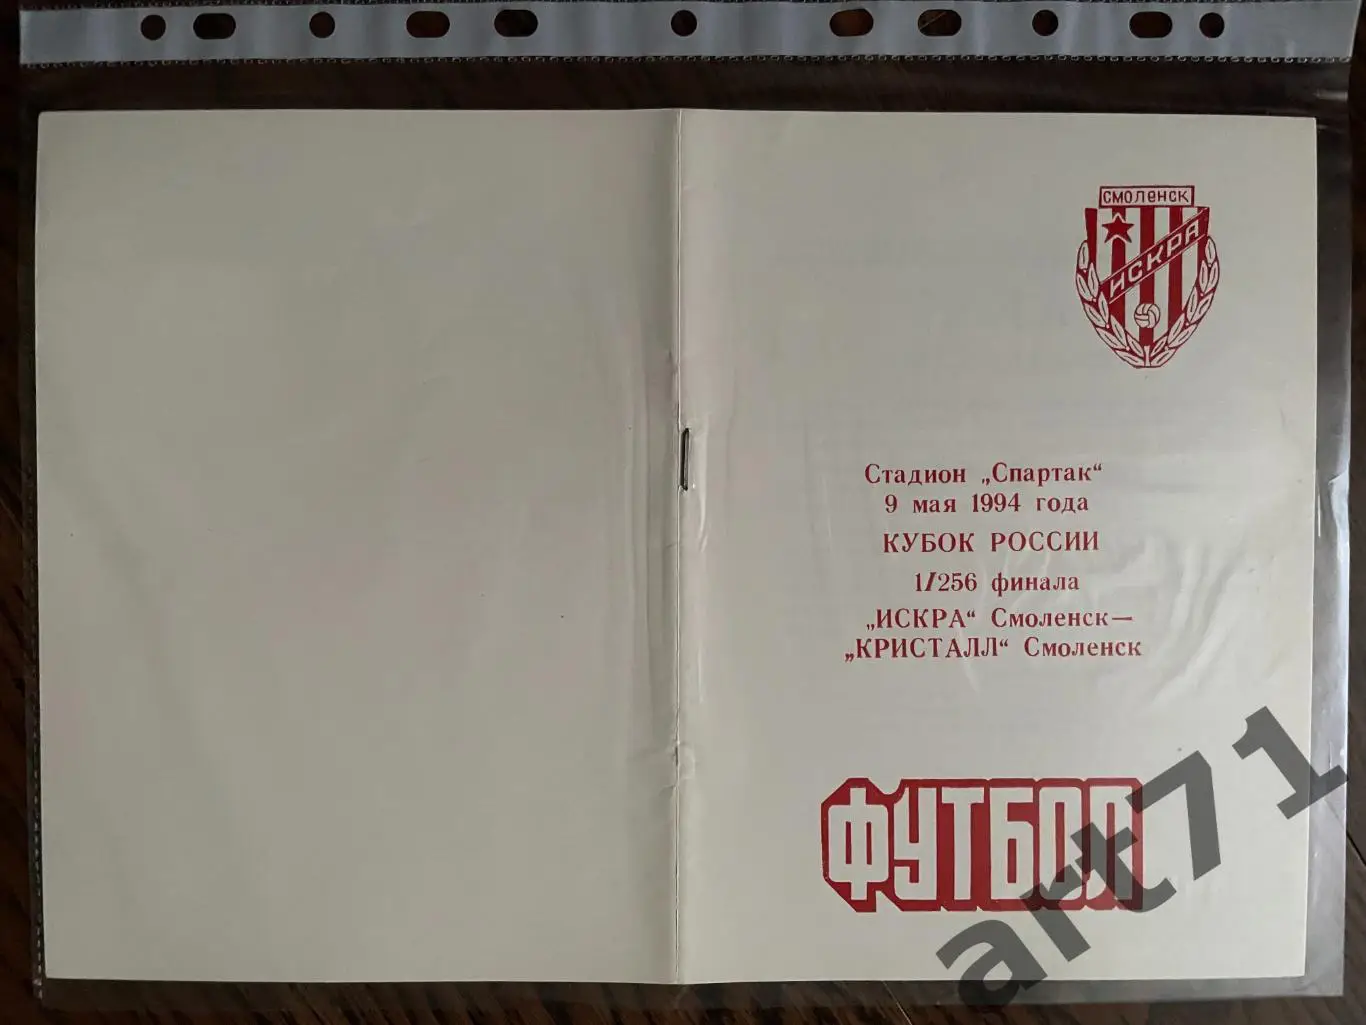 СМОЛЕНСК
ИСКРА
Стадион „Спартак“
9 мая 1994 года
КУБОК РОССИИ
1/256 финала
„ИСКРА“ Смоленск—
„КРИСТАЛЛ“ Смоленск
ФУТБОЛ
art71